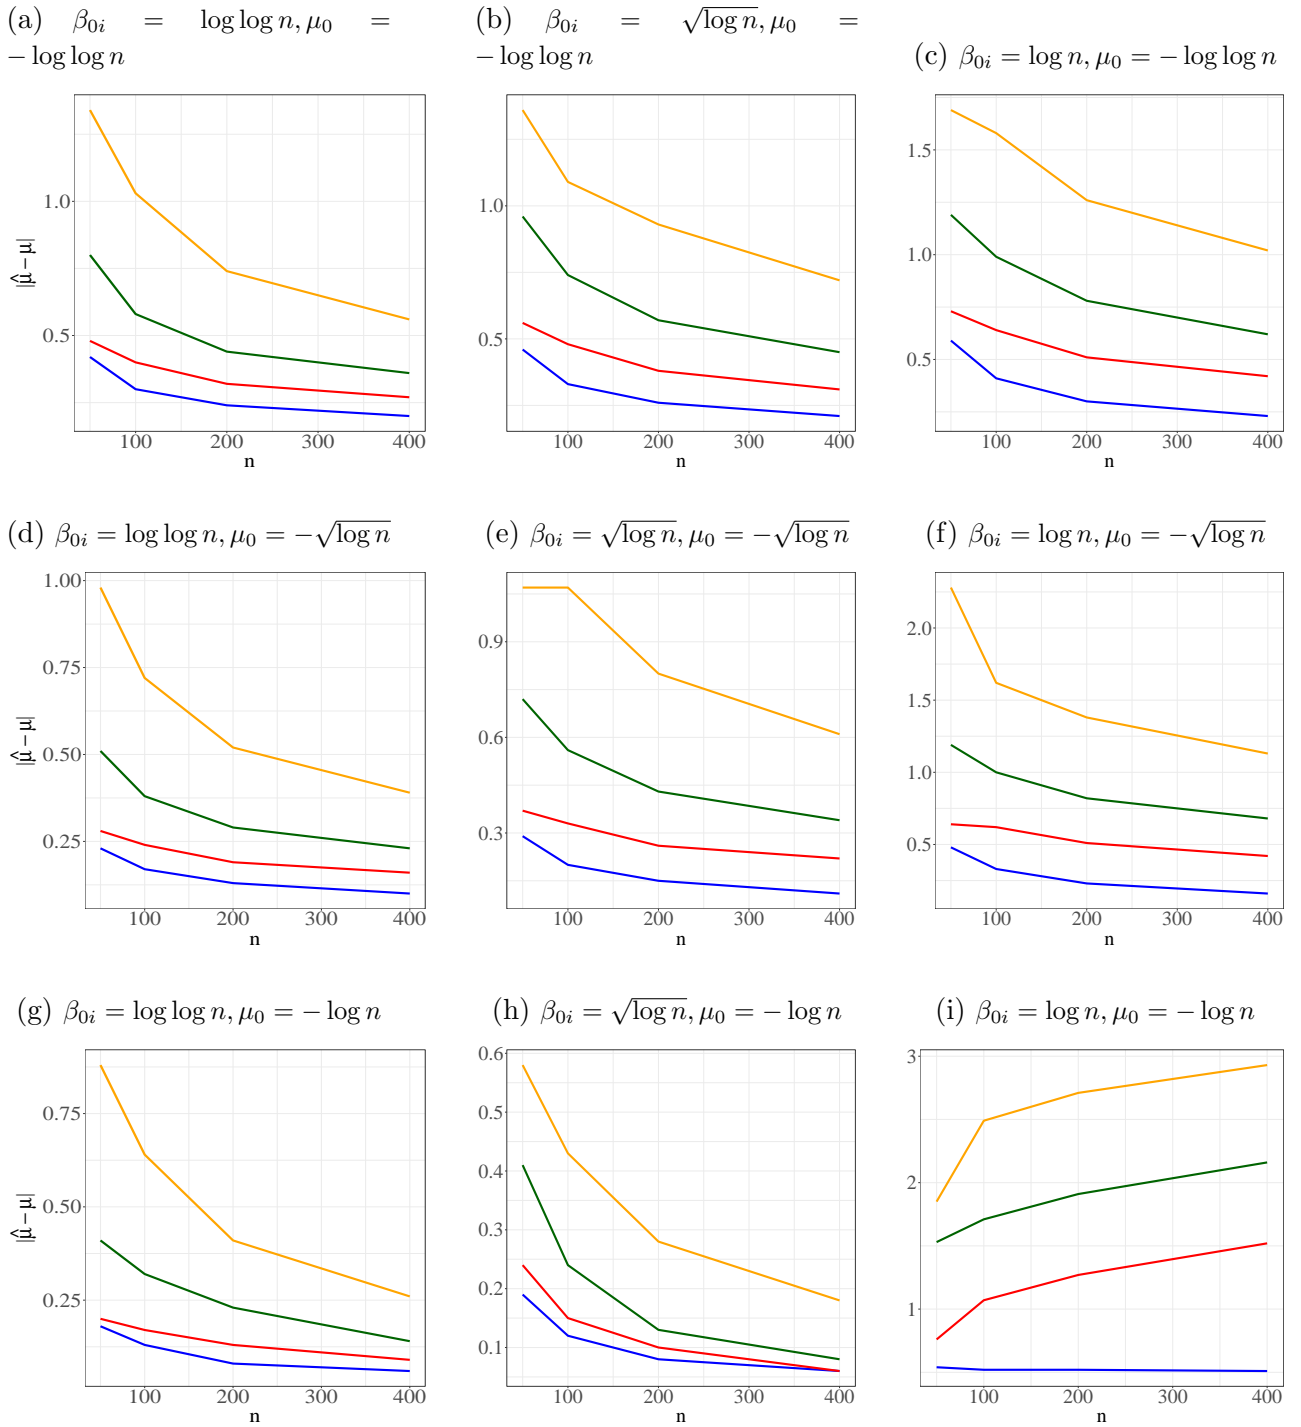 (a) β₀ᵢ = log log n, μ₀ =
− log log n
(b) β₀ᵢ = √log n, μ₀ =
− log log n
(c) β₀ᵢ = log n, μ₀ = − log log n
|μ̂ − μ|
1.0
0.5
100 200 300 400
n
1.0
0.5
100 200 300 400
n
1.5
1.0
0.5
100 200 300 400
n
(d) β₀ᵢ = log log n, μ₀ = −√log n
(e) β₀ᵢ = √log n, μ₀ = −√log n
(f) β₀ᵢ = log n, μ₀ = −√log n
|μ̂ − μ|
1.00
0.75
0.50
0.25
100 200 300 400
n
0.9
0.6
0.3
100 200 300 400
n
2.0
1.5
1.0
0.5
100 200 300 400
n
(g) β₀ᵢ = log log n, μ₀ = − log n
(h) β₀ᵢ = √log n, μ₀ = − log n
(i) β₀ᵢ = log n, μ₀ = − log n
|μ̂ − μ|
0.75
0.50
0.25
100 200 300 400
n
0.6
0.5
0.4
0.3
0.2
0.1
100 200 300 400
n
3
2
1
100 200 300 400
n